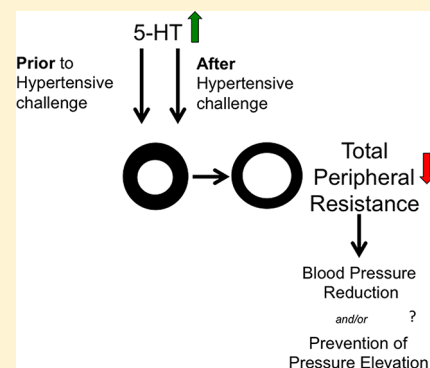 5-HT
Prior to
Hypertensive
challenge
After
Hypertensive
challenge
Total
Peripheral
Resistance
Blood Pressure
Reduction
and/or ?
Prevention of
Pressure Elevation